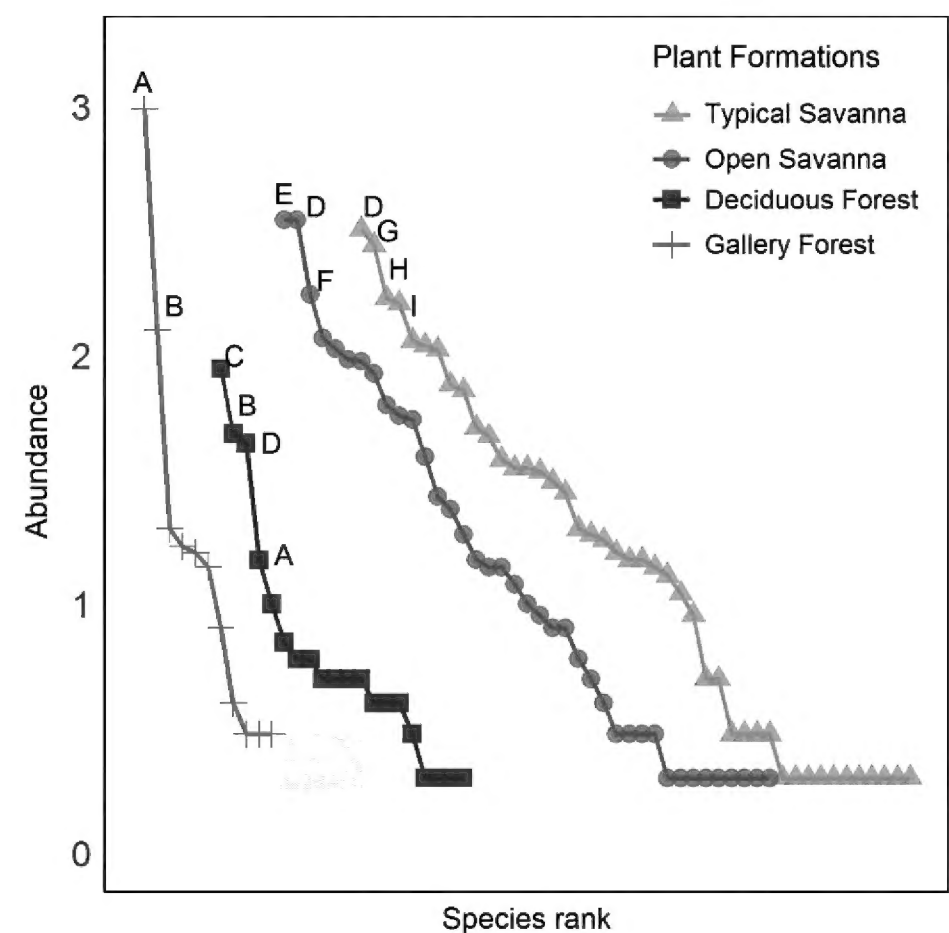 Plant Formations
Typical Savanna
Open Savanna
Deciduous Forest
Gallery Forest
A
B
C
B
D
A
E
D
F
D
G
H
I
3
2
1
0
Abundance
Species rank